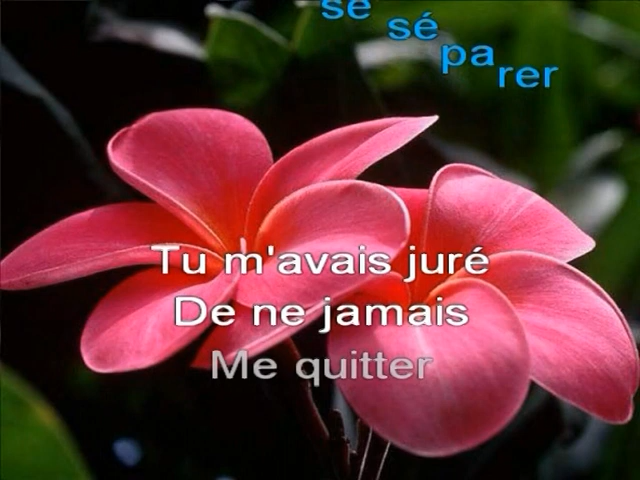 se sé pa rer
Tu m'avais juré
De ne jamais
Me quitter